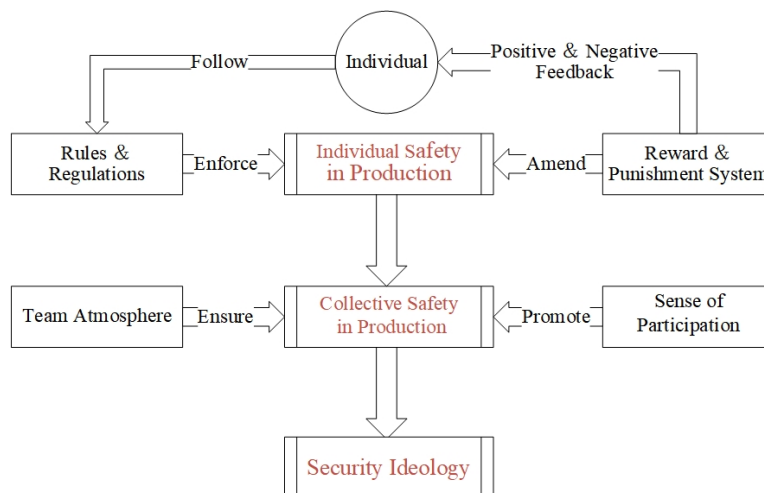 Follow
Individual
Positive & Negative
Feedback
Rules &
Regulations
Enforce
Individual Safety
in Production
Amend
Reward &
Punishment System
Team Atmosphere
Ensure
Collective Safety
in Production
Promote
Sense of
Participation
Security Ideology